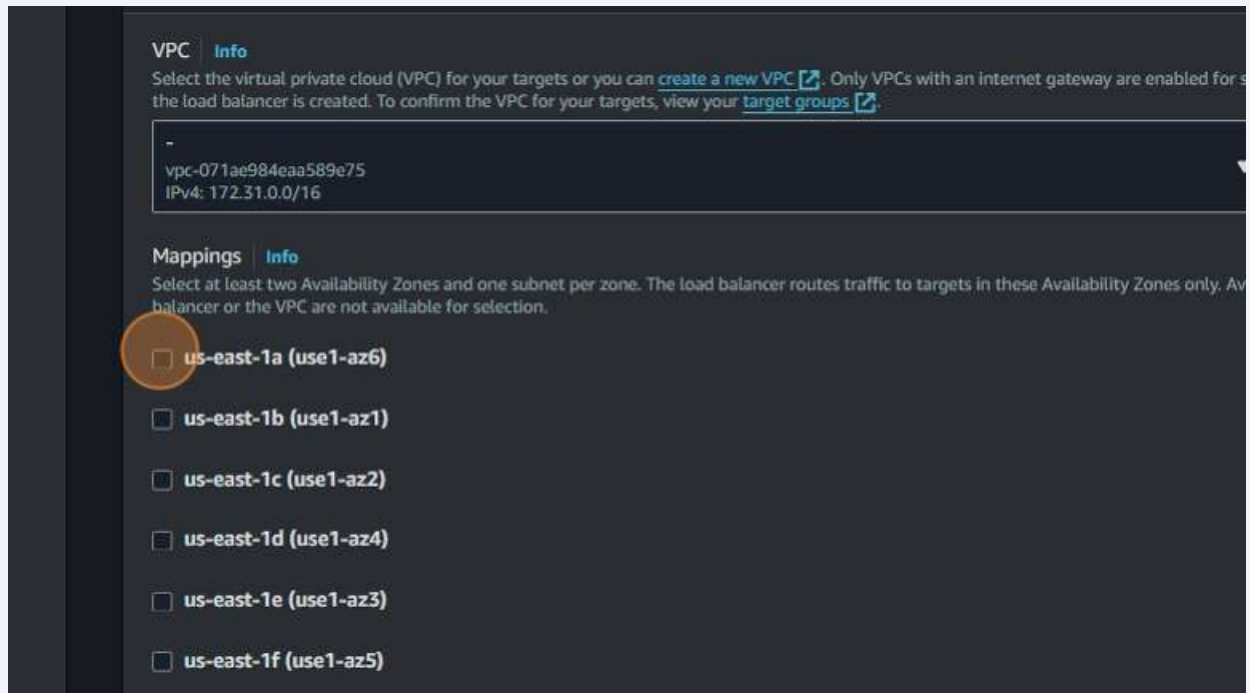 VPC Info
Select the virtual private cloud (VPC) for your targets or you can create a new VPC. Only VPCs with an internet gateway are enabled for
the load balancer is created. To confirm the VPC for your targets, view your target groups.
-
vpc-071ae984eaa589e75
IPv4: 172.31.0.0/16
Mappings Info
Select at least two Availability Zones and one subnet per zone. The load balancer routes traffic to targets in these Availability Zones only.
balancer or the VPC are not available for selection.
us-east-1a (use1-az6)
us-east-1b (use1-az1)
us-east-1c (use1-az2)
us-east-1d (use1-az4)
us-east-1e (use1-az3)
us-east-1f (use1-az5)